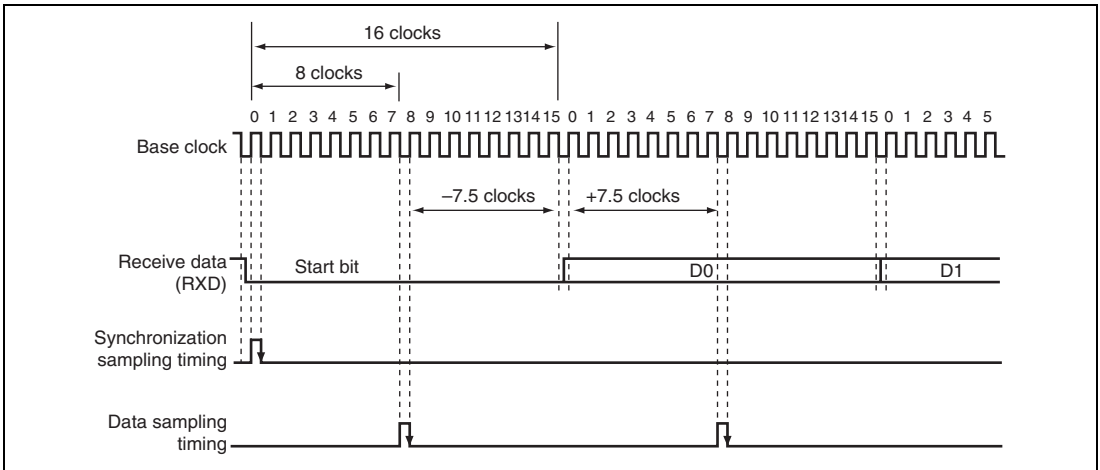 16 clocks
8 clocks
0 1 2 3 4 5 6 7 8 9 10 11 12 13 14 15 0 1 2 3 4 5 6 7 8 9 10 11 12 13 14 15 0 1 2 3 4 5
Base clock
–7.5 clocks +7.5 clocks
Receive data
(RXD)
Start bit D0 D1
Synchronization
sampling timing
Data sampling
timing